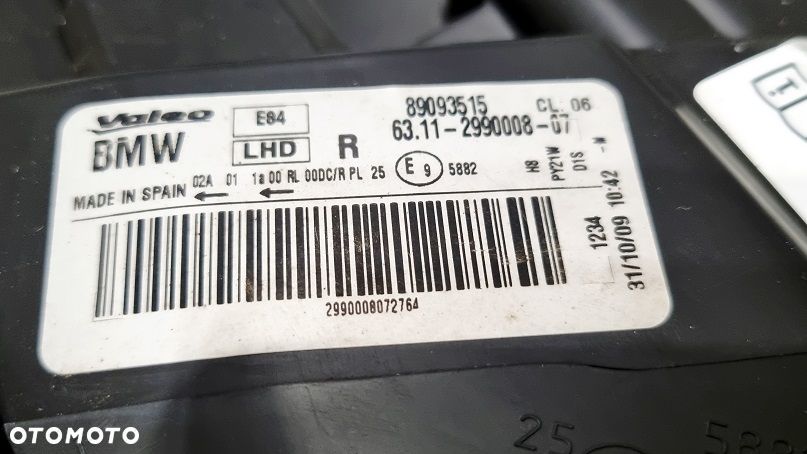 Valeo E84 89093515 CL: 06
BMW LHD R 63.11-2990008-07
MADE IN SPAIN 02A 01 1a 00 RL 00DC/R PL 25 E 9 5882
H8
PY21W
D1S
-N
1234
31/10/09 10:42
2990008072764
T
25 588
OTOMOTO